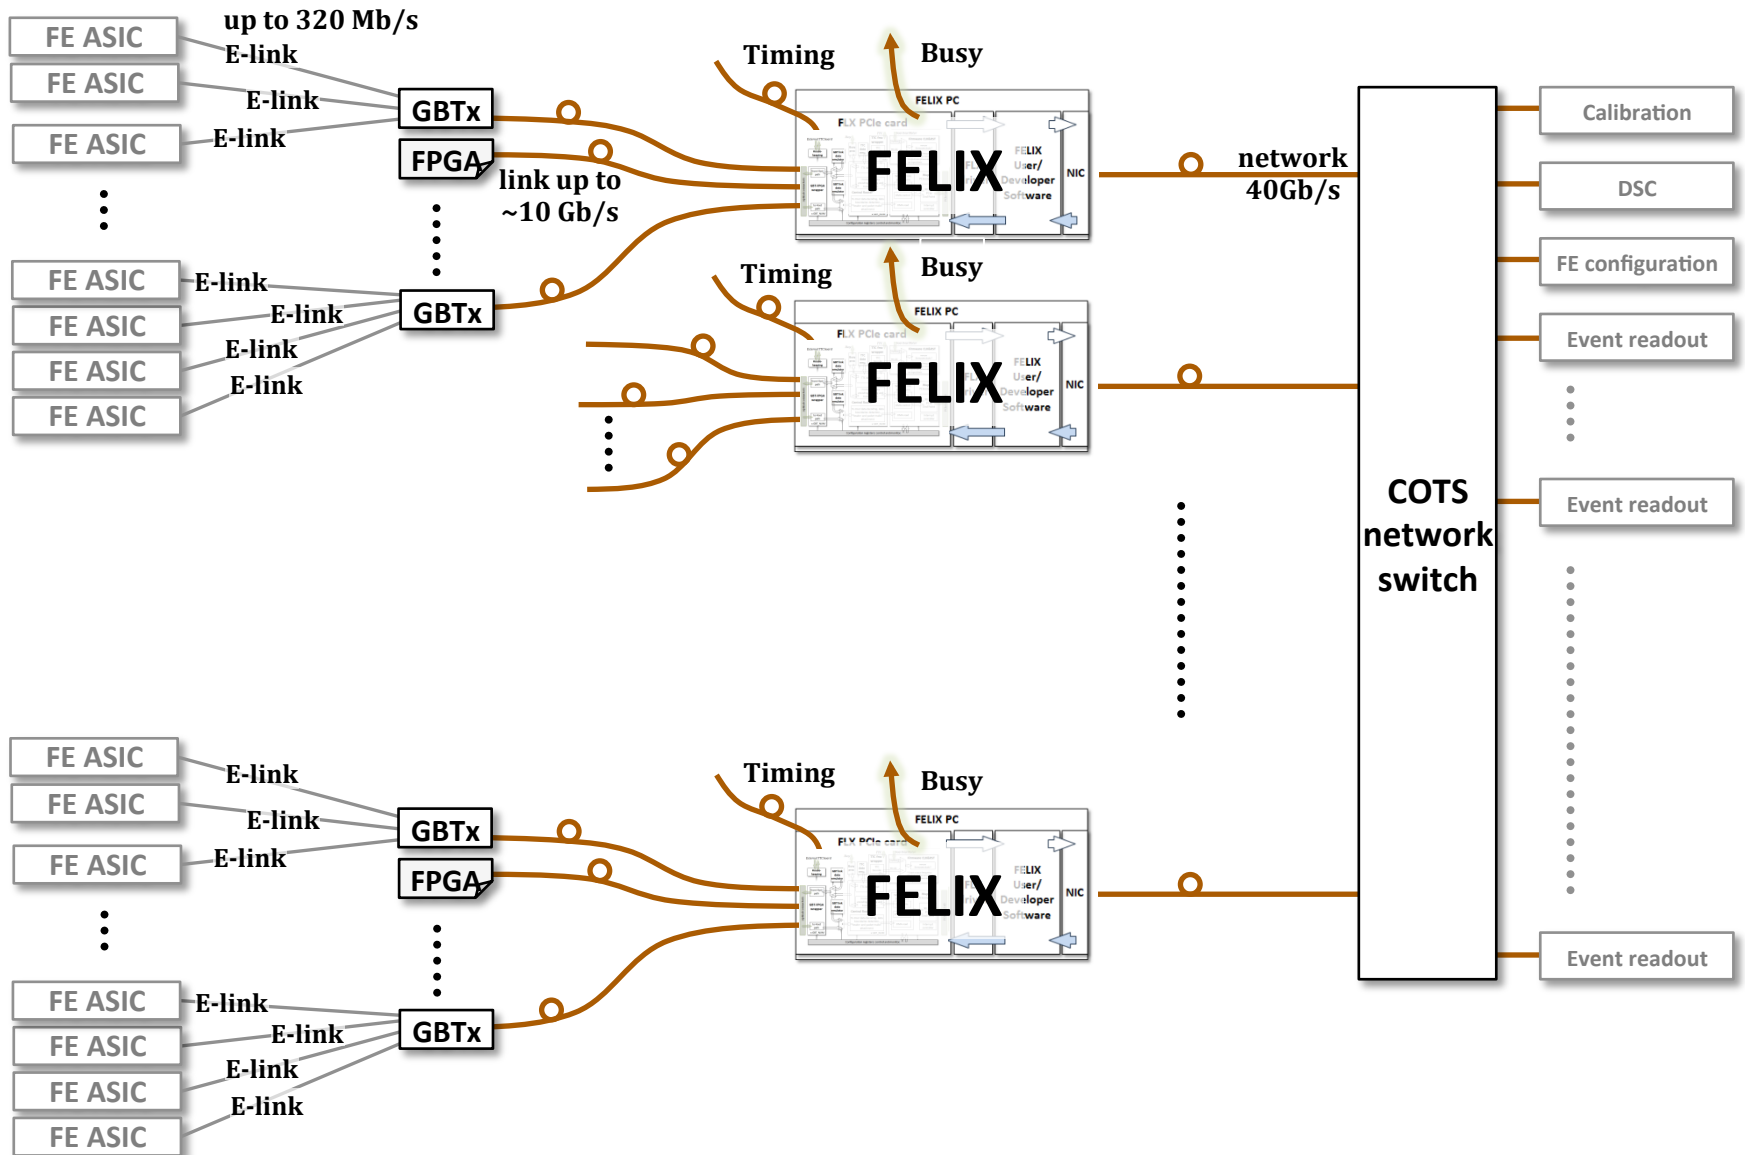 up to 320 Mb/s
FE ASIC
E-link
FE ASIC
E-link
FE ASIC
E-link
GBTx
FPGA
link up to
~10 Gb/s
FE ASIC
E-link
FE ASIC
E-link
FE ASIC
E-link
FE ASIC
E-link
GBTx
Timing
Busy
FELIX PC
FLX PCIe card
FELIX
FELIX
User/
Developer
Software
NIC
network
40Gb/s
Timing
Busy
FELIX PC
FLX PCIe card
FELIX
FELIX
User/
Developer
Software
NIC
COTS
network
switch
Calibration
DSC
FE configuration
Event readout
Event readout
Event readout
FE ASIC
E-link
FE ASIC
E-link
FE ASIC
E-link
GBTx
FPGA
FE ASIC
E-link
FE ASIC
E-link
FE ASIC
E-link
FE ASIC
E-link
GBTx
Timing
Busy
FELIX PC
FLX PCIe card
FELIX
FELIX
User/
Developer
Software
NIC